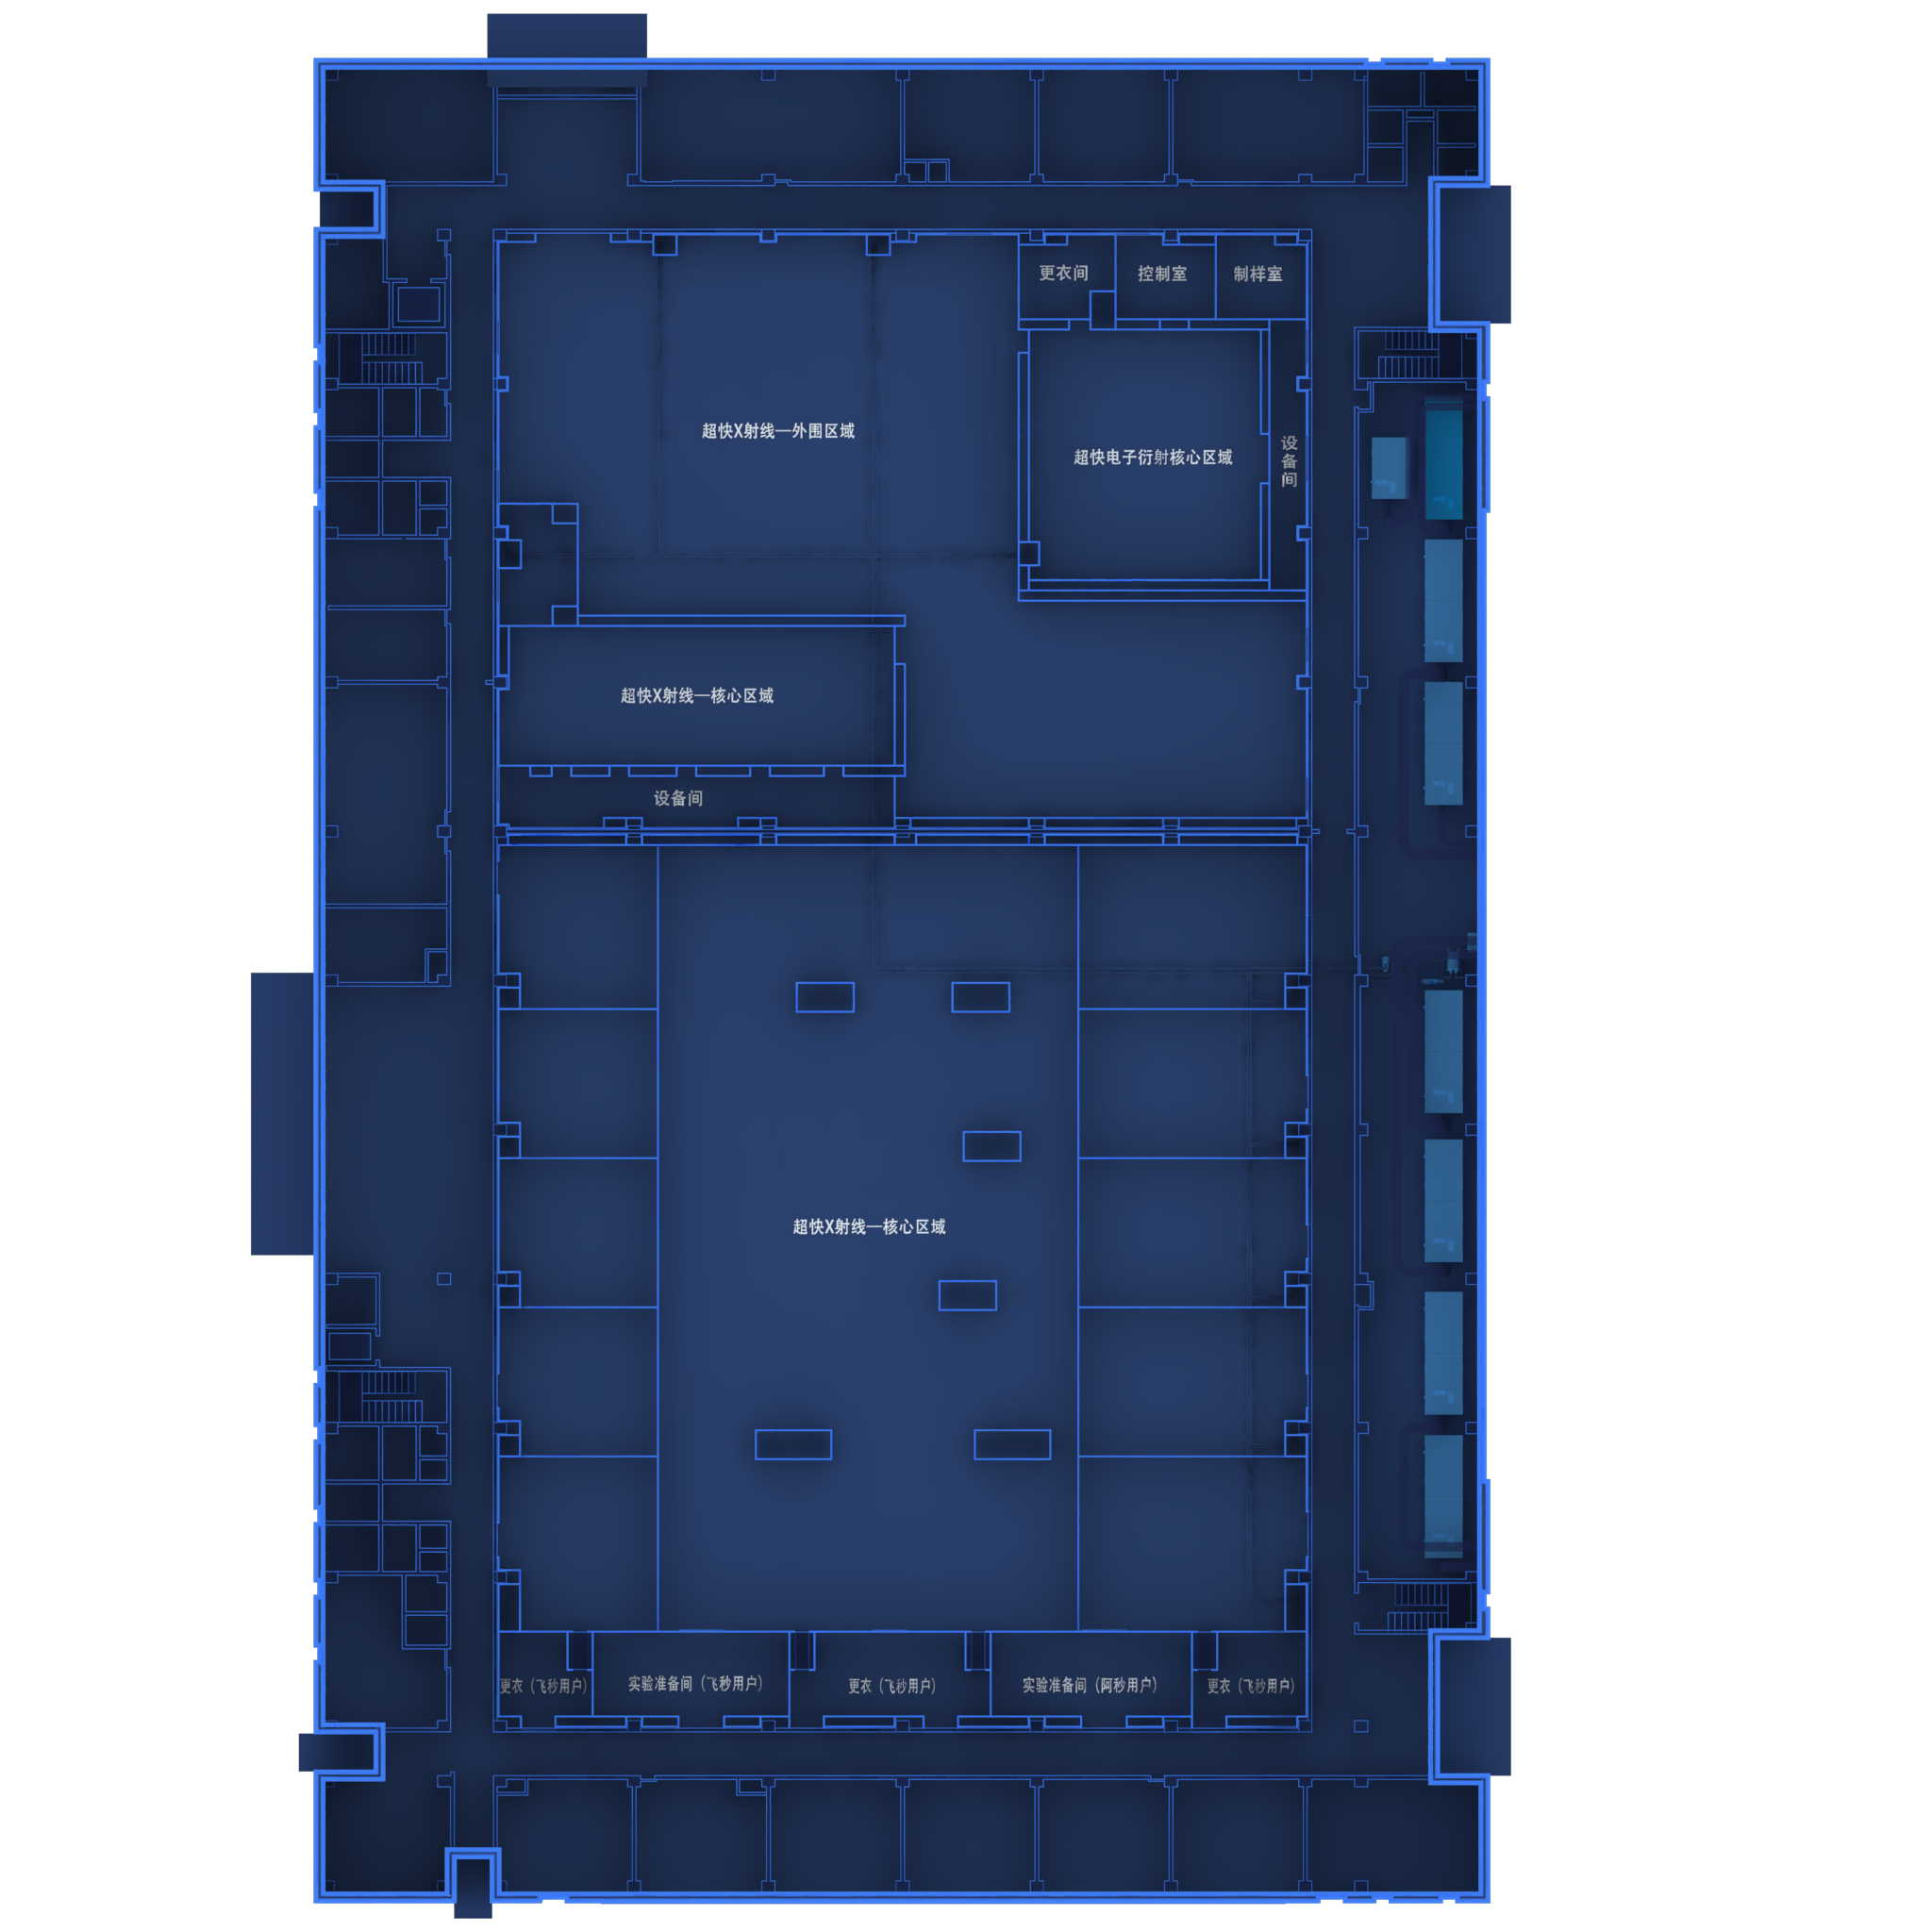 更衣间
控制室
制样室
超快X射线—外围区域
超快电子衍射核心区域
设备间
超快X射线—核心区域
设备间
超快X射线—核心区域
更衣（飞秒用户）
实验准备间（飞秒用户）
更衣（飞秒用户）
实验准备间（阿秒用户）
更衣（飞秒用户）